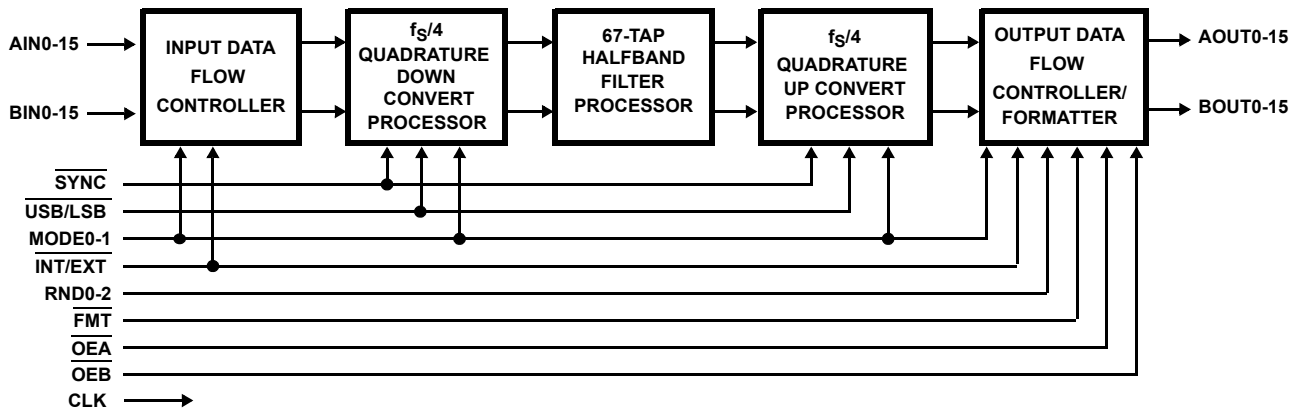 AIN0-15
BIN0-15
INPUT DATA
FLOW
CONTROLLER
fS/4
QUADRATURE
DOWN
CONVERT
PROCESSOR
67-TAP
HALFBAND
FILTER
PROCESSOR
fS/4
QUADRATURE
UP CONVERT
PROCESSOR
OUTPUT DATA
FLOW
CONTROLLER/
FORMATTER
AOUT0-15
BOUT0-15
SYNC
USB/LSB
MODE0-1
INT/EXT
RND0-2
FMT
OEA
OEB
CLK